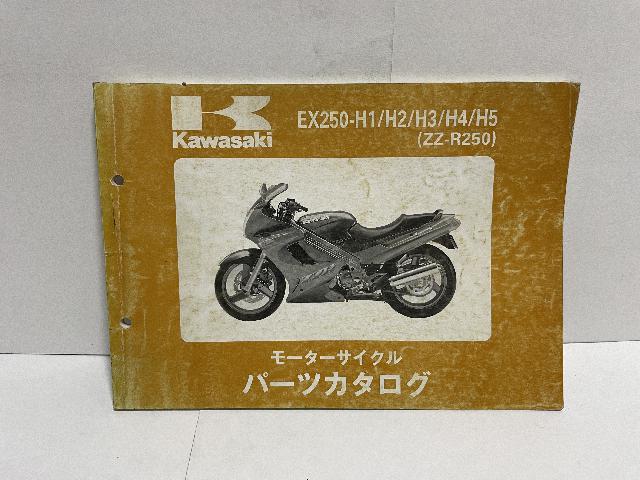 Kawasaki
EX250-H1/H2/H3/H4/H5
(ZZ-R250)
モーターサイクル
パーツカタログ